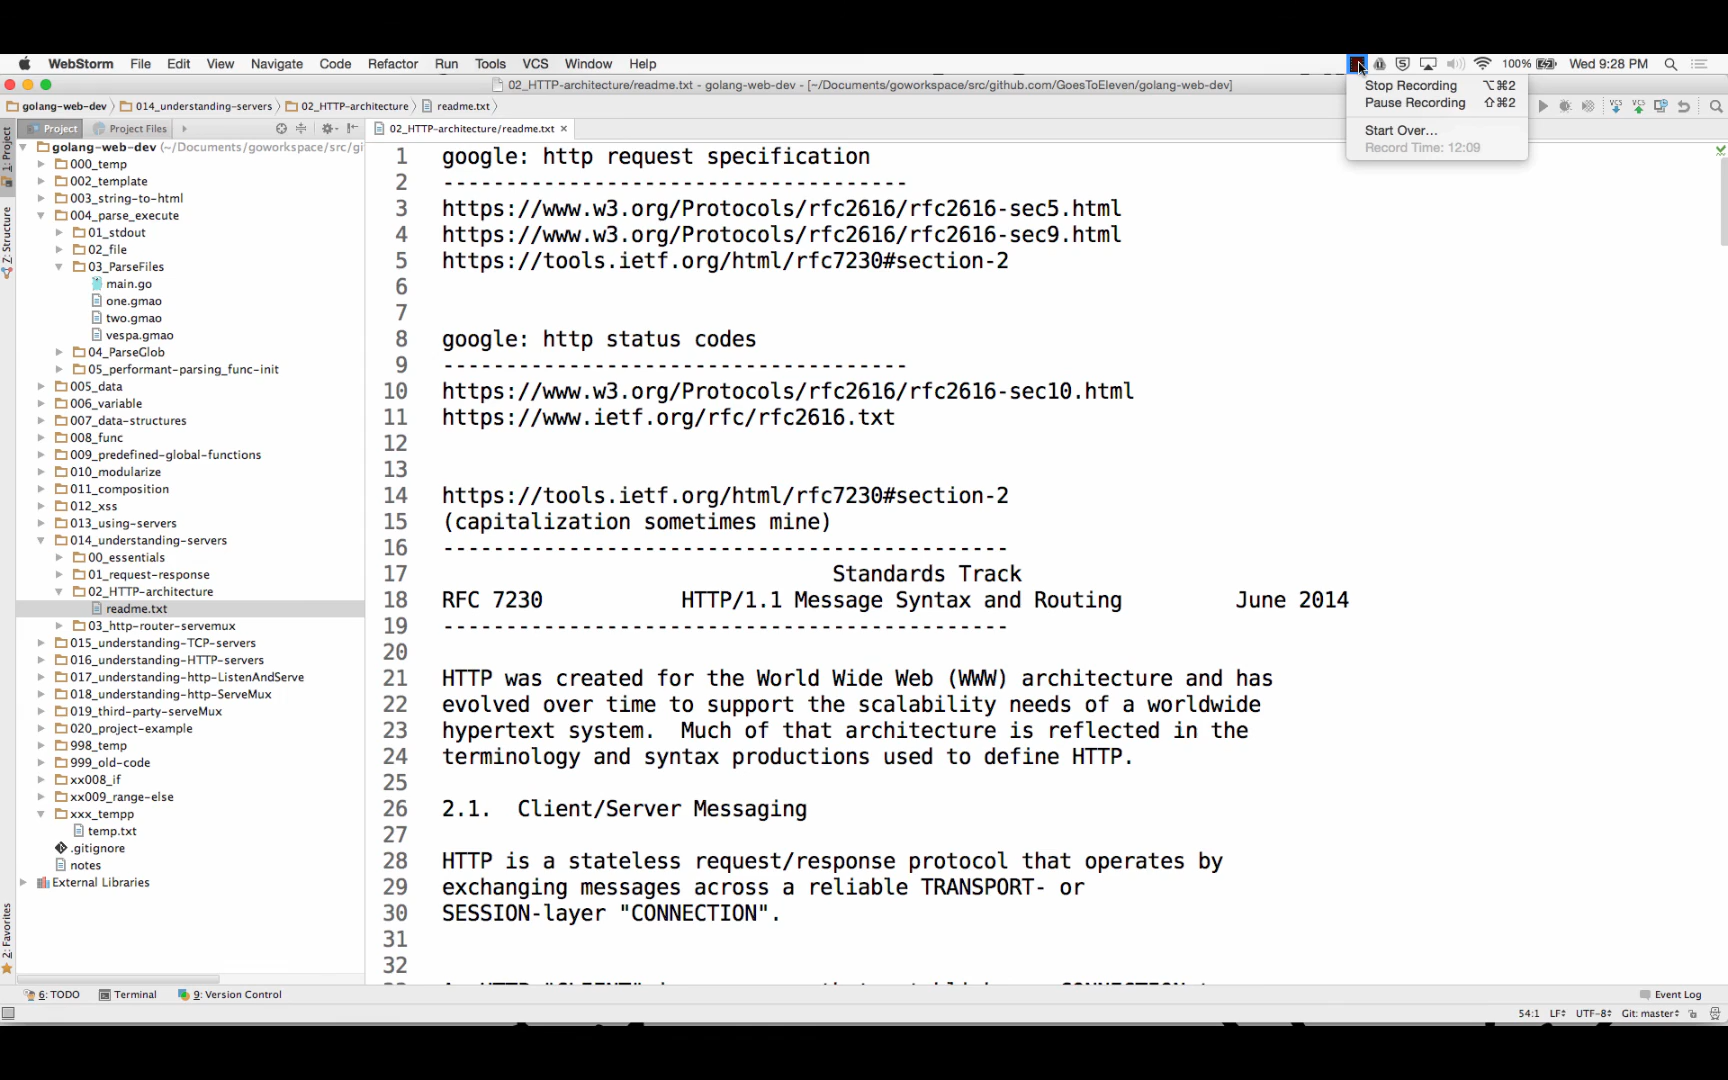 WebStorm File Edit View Navigate Code Refactor Run Tools VCS Window Help 100% Wed 9:28 PM
02_HTTP-architecture/readme.txt - golang-web-dev - [~/Documents/goworkspace/src/github.com/GoesToEleven/golang-web-dev]
Stop Recording ⌥⌘2
Pause Recording ⇧⌘2
Start Over...
Record Time: 12:09
golang-web-dev 014_understanding-servers 02_HTTP-architecture readme.txt
Project Project Files
02_HTTP-architecture/readme.txt
1: Project
7: Structure
2: Favorites
golang-web-dev (~/Documents/goworkspace/src/gi
000_temp
002_template
003_string-to-html
004_parse_execute
01_stdout
02_file
03_ParseFiles
main.go
one.gmao
two.gmao
vespa.gmao
04_ParseGlob
05_performant-parsing_func-init
005_data
006_variable
007_data-structures
008_func
009_predefined-global-functions
010_modularize
011_composition
012_xss
013_using-servers
014_understanding-servers
00_essentials
01_request-response
02_HTTP-architecture
readme.txt
03_http-router-servemux
015_understanding-TCP-servers
016_understanding-HTTP-servers
017_understanding-http-ListenAndServe
018_understanding-http-ServeMux
019_third-party-serveMux
020_project-example
998_temp
999_old-code
xx008_if
xx009_range-else
xxx_tempp
temp.txt
.gitignore
notes
External Libraries
1 google: http request specification
2 -------------------------------------
3 https://www.w3.org/Protocols/rfc2616/rfc2616-sec5.html
4 https://www.w3.org/Protocols/rfc2616/rfc2616-sec9.html
5 https://tools.ietf.org/html/rfc7230#section-2
6
7
8 google: http status codes
9 -------------------------------------
10 https://www.w3.org/Protocols/rfc2616/rfc2616-sec10.html
11 https://www.ietf.org/rfc/rfc2616.txt
12
13
14 https://tools.ietf.org/html/rfc7230#section-2
15 (capitalization sometimes mine)
16 ---------------------------------------------
17 Standards Track
18 RFC 7230 HTTP/1.1 Message Syntax and Routing June 2014
19 ---------------------------------------------
20
21 HTTP was created for the World Wide Web (WWW) architecture and has
22 evolved over time to support the scalability needs of a worldwide
23 hypertext system. Much of that architecture is reflected in the
24 terminology and syntax productions used to define HTTP.
25
26 2.1. Client/Server Messaging
27
28 HTTP is a stateless request/response protocol that operates by
29 exchanging messages across a reliable TRANSPORT- or
30 SESSION-layer "CONNECTION".
31
32
6: TODO Terminal 9: Version Control Event Log
54:1 LF UTF-8 Git: master